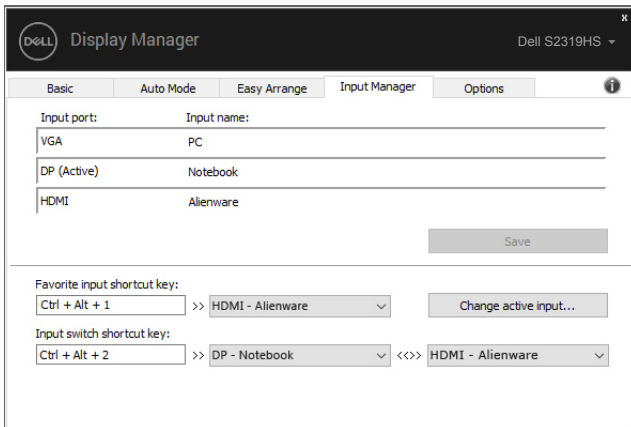 x
DELL Display Manager Dell S2319HS
Basic Auto Mode Easy Arrange Input Manager Options i
Input port: Input name:
VGA PC
DP (Active) Notebook
HDMI Alienware
Save
Favorite input shortcut key:
Ctrl + Alt + 1 >> HDMI - Alienware Change active input...
Input switch shortcut key:
Ctrl + Alt + 2 >> DP - Notebook <<>> HDMI - Alienware